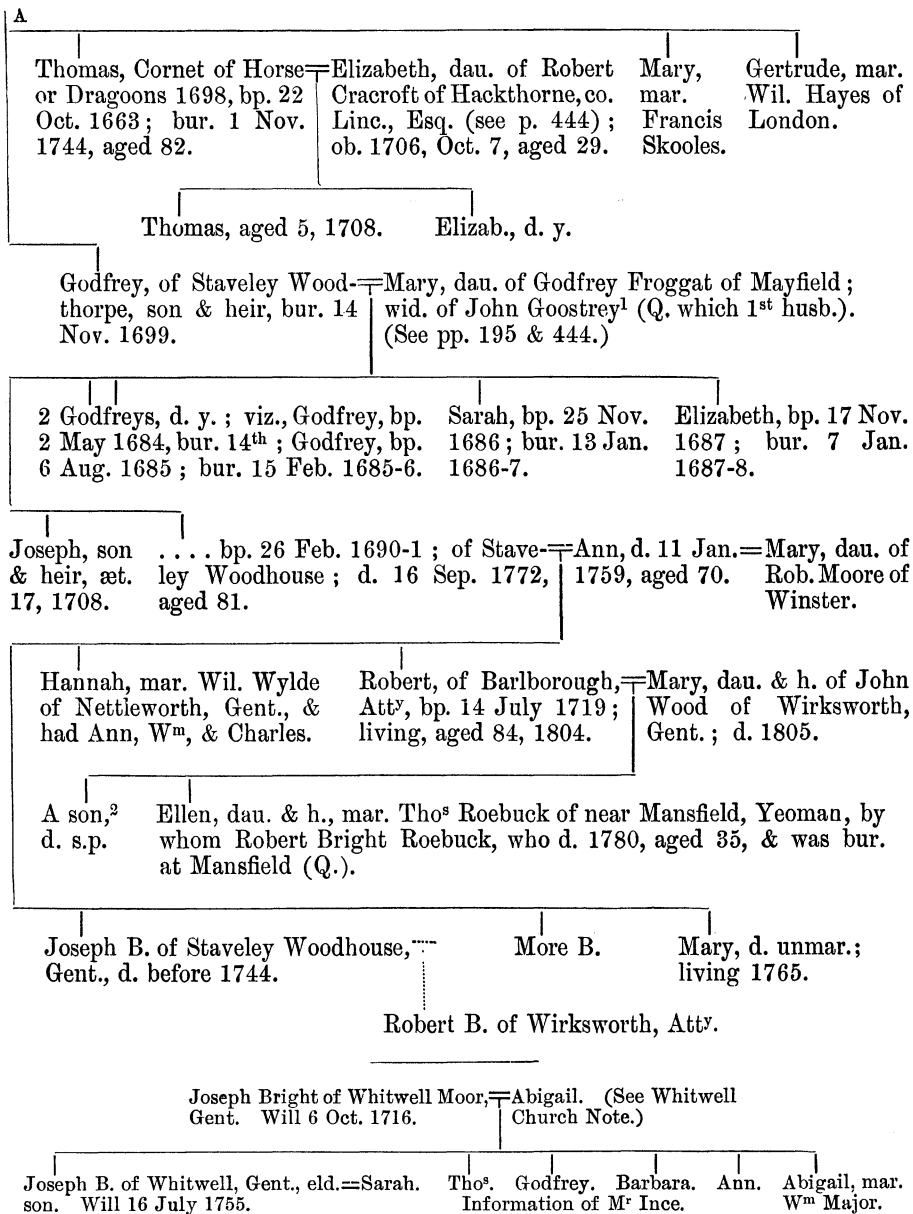 A
Thomas, Cornet of Horse
or Dragoons 1698, bp. 22
Oct. 1663; bur. 1 Nov.
1744, aged 82.
Elizabeth, dau. of Robert
Cracroft of Hackthorne, co.
Linc., Esq. (see p. 444);
ob. 1706, Oct. 7, aged 29.
Mary,
mar.
Francis
Skooles.
Gertrude, mar.
Wil. Hayes of
London.
Thomas, aged 5, 1708.
Elizab., d. y.
Godfrey, of Staveley Wood-
thorpe, son & heir, bur. 14
Nov. 1699.
Mary, dau. of Godfrey Froggat of Mayfield;
wid. of John Goostrey¹ (Q. which 1st husb.).
(See pp. 195 & 444.)
2 Godfreys, d. y.; viz., Godfrey, bp.
2 May 1684, bur. 14th; Godfrey, bp.
6 Aug. 1685; bur. 15 Feb. 1685-6.
Sarah, bp. 25 Nov.
1686; bur. 13 Jan.
1686-7.
Elizabeth, bp. 17 Nov.
1687; bur. 7 Jan.
1687-8.
Joseph, son
& heir, æt.
17, 1708.
. . . . bp. 26 Feb. 1690-1; of Stave-
ley Woodhouse; d. 16 Sep. 1772,
aged 81.
Ann, d. 11 Jan.
1759, aged 70.
=Mary, dau. of
Rob. Moore of
Winster.
Hannah, mar. Wil. Wylde
of Nettleworth, Gent., &
had Ann, Wm, & Charles.
Robert, of Barlborough,
Atty, bp. 14 July 1719;
living, aged 84, 1804.
Mary, dau. & h. of John
Wood of Wirksworth,
Gent.; d. 1805.
A son,²
d. s.p.
Ellen, dau. & h., mar. Thos Roebuck of near Mansfield, Yeoman, by
whom Robert Bright Roebuck, who d. 1780, aged 35, & was bur.
at Mansfield (Q.).
Joseph B. of Staveley Woodhouse,
Gent., d. before 1744.
More B.
Mary, d. unmar.;
living 1765.
Robert B. of Wirksworth, Atty.
Joseph Bright of Whitwell Moor,
Gent. Will 6 Oct. 1716.
Abigail. (See Whitwell
Church Note.)
Joseph B. of Whitwell, Gent., eld.=Sarah.
son. Will 16 July 1755.
Thos. Godfrey. Barbara. Ann.
Information of Mr Ince.
Abigail, mar.
Wm Major.